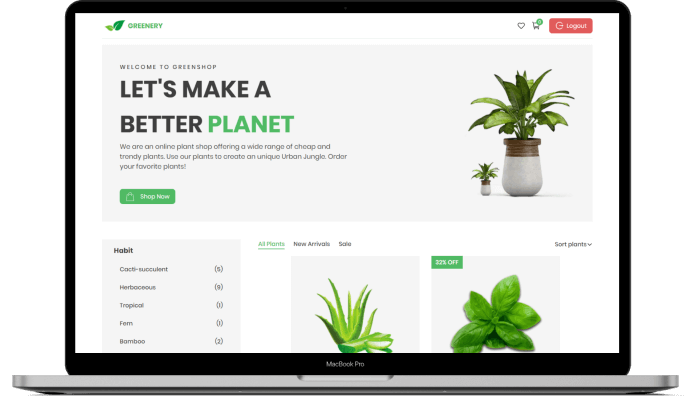 GREENERY
0
Logout
WELCOME TO GREENSHOP
LET'S MAKE A
BETTER PLANET
We are an online plant shop offering a wide range of cheap and
trendy plants. Use our plants to create an unique Urban Jungle. Order
your favorite plants!
Shop Now
Habit
Cacti-succulent (5)
Herbaceous (9)
Tropical (1)
Fern (1)
Bamboo (2)
All Plants New Arrivals Sale Sort plants
32% OFF
MacBook Pro